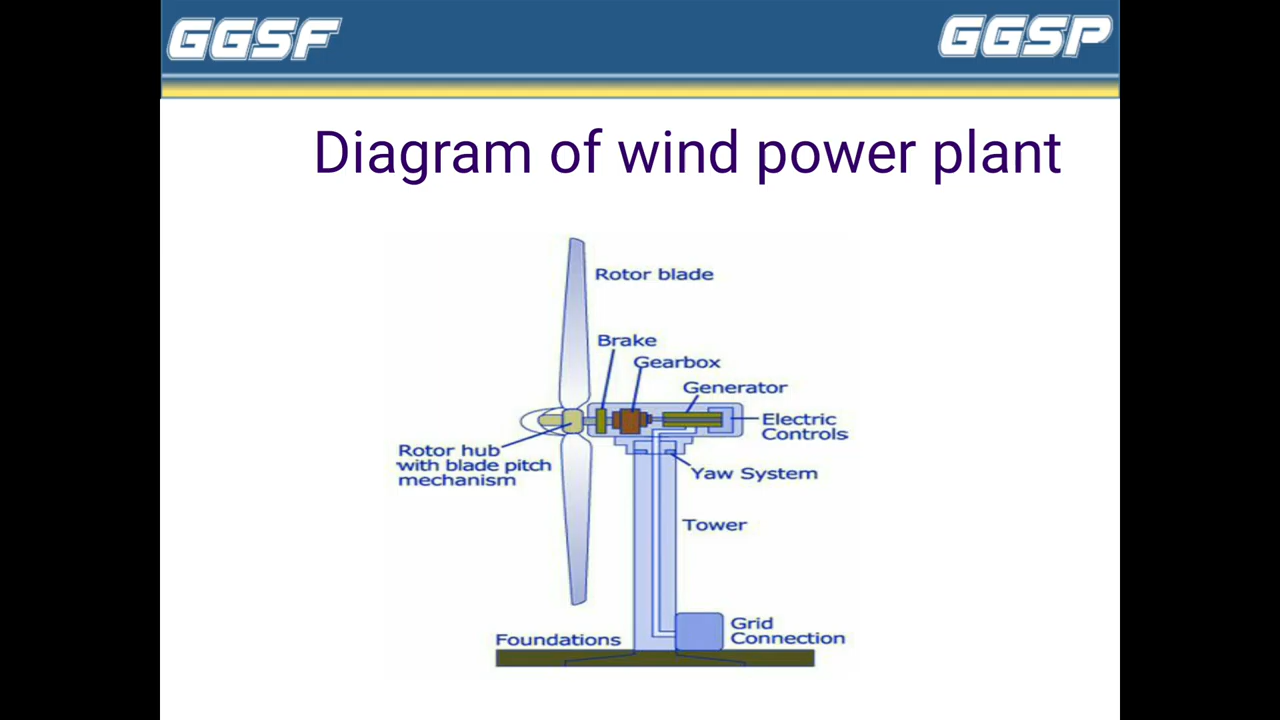 GGSF
GGSP
Diagram of wind power plant
Rotor blade
Brake
Gearbox
Generator
Electric
Controls
Rotor hub
with blade pitch
mechanism
Yaw System
Tower
Grid
Connection
Foundations